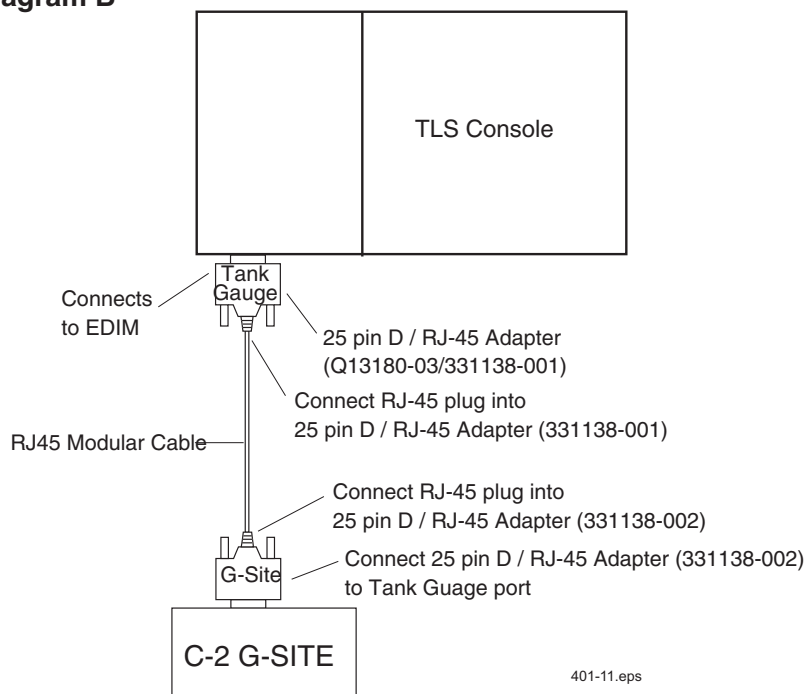 TLS Console
Tank
Gauge
Connects
to EDIM
25 pin D / RJ-45 Adapter
(Q13180-03/331138-001)
Connect RJ-45 plug into
25 pin D / RJ-45 Adapter (331138-001)
RJ45 Modular Cable
Connect RJ-45 plug into
25 pin D / RJ-45 Adapter (331138-002)
G-Site
Connect 25 pin D / RJ-45 Adapter (331138-002)
to Tank Guage port
C-2 G-SITE
401-11.eps